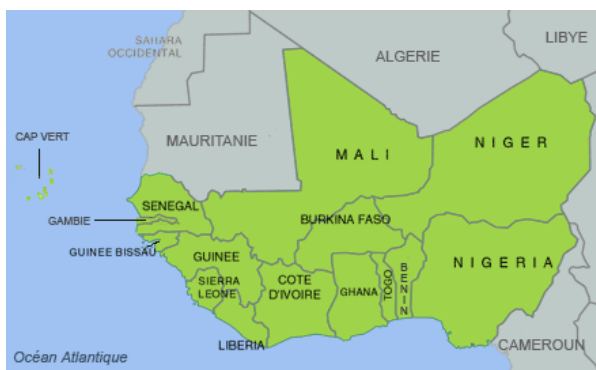 SAHARA
OCCIDENTAL
ALGERIE
LIBYE
CAP VERT
MAURITANIE
MALI
NIGER
SENEGAL
GAMBIE
BURKINA FASO
GUINEE BISSAU
GUINEE
NIGERIA
SIERRA
LEONE
COTE
D'IVOIRE
GHANA
TOGO
BENIN
LIBERIA
CAMEROUN
Océan Atlantique